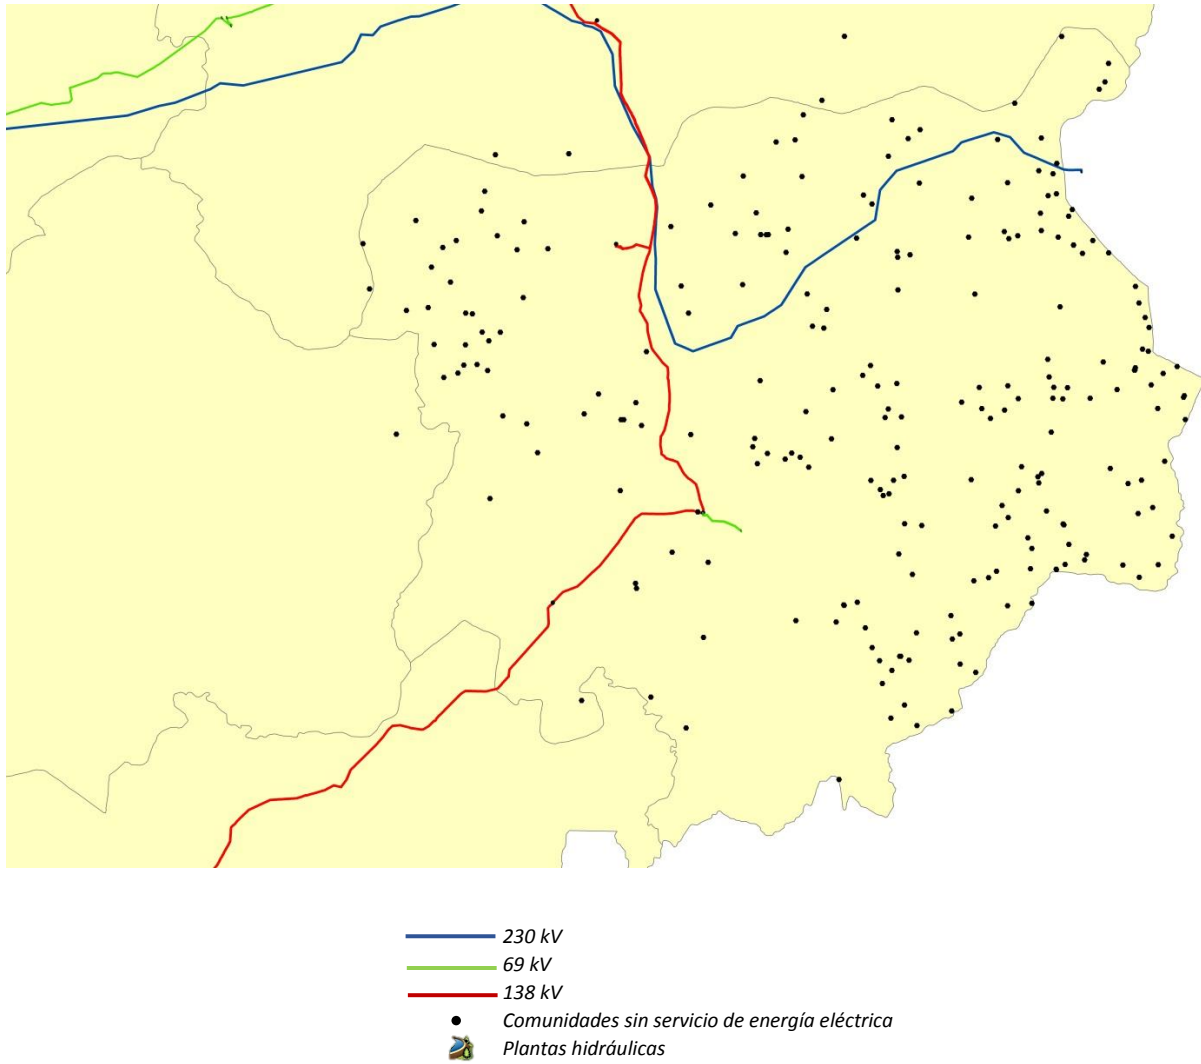 230 kV
69 kV
138 kV
Comunidades sin servicio de energía eléctrica
Plantas hidráulicas